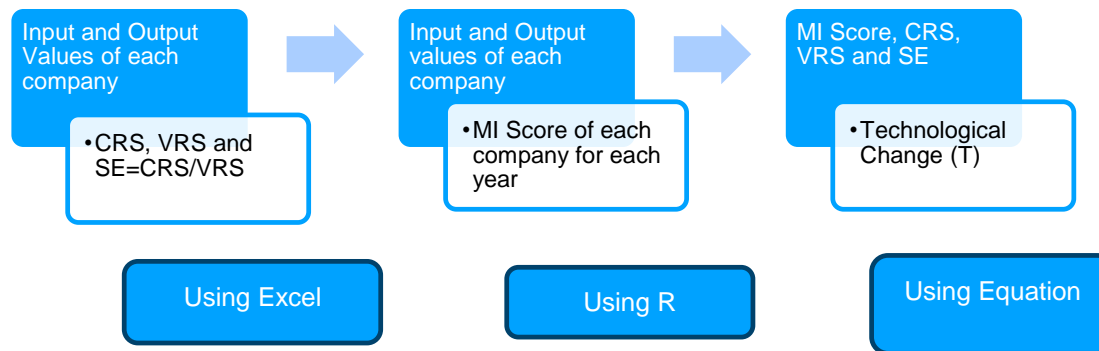 Input and Output
Values of each
company
•CRS, VRS and
SE=CRS/VRS
Input and Output
values of each
company
•MI Score of each
company for each
year
MI Score, CRS,
VRS and SE
•Technological
Change (T)
Using Excel
Using R
Using Equation